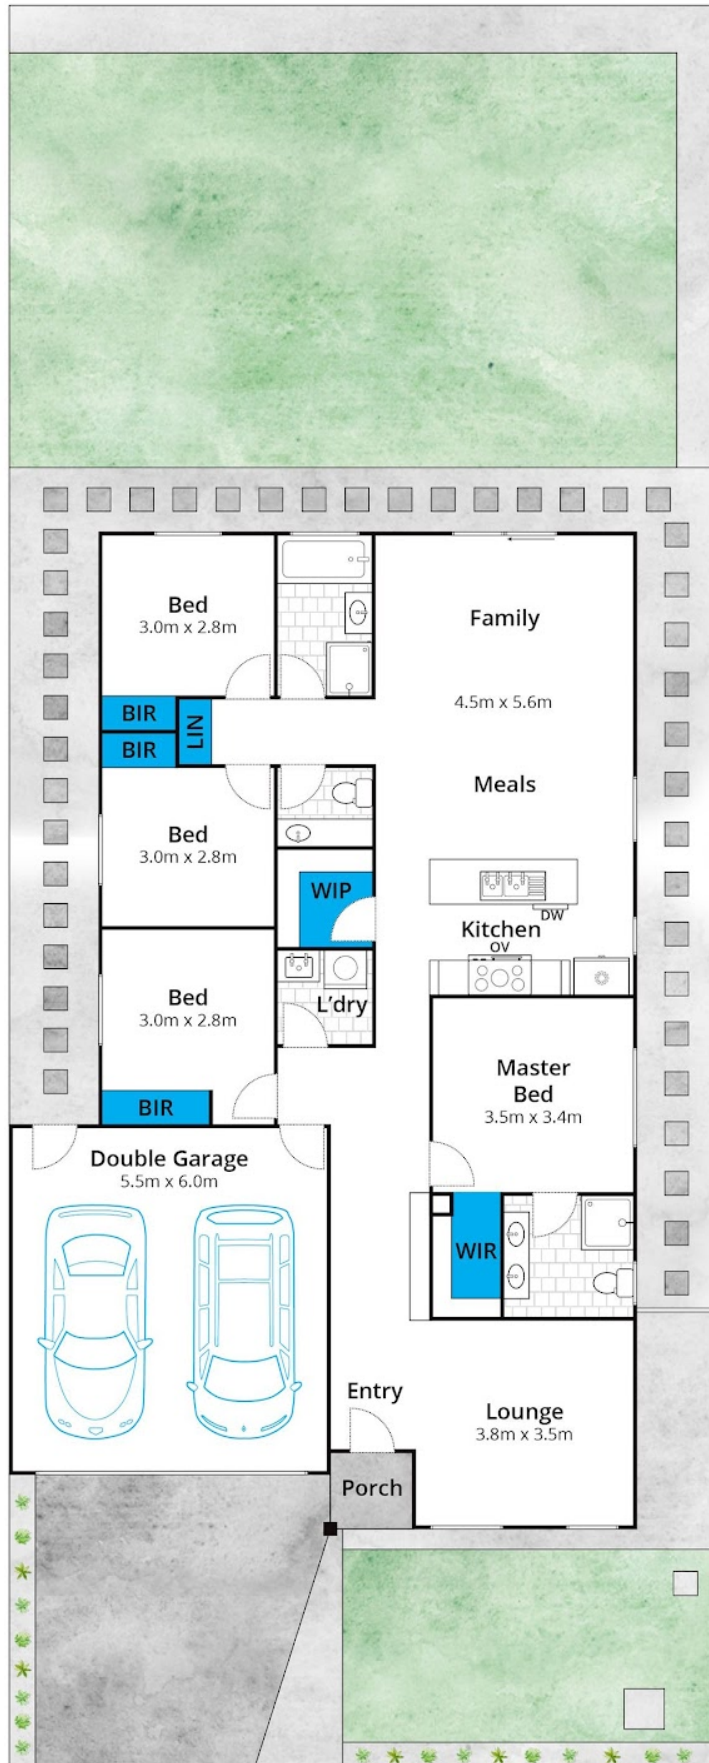 Bed
3.0m x 2.8m
Family
BIR
LIN
4.5m x 5.6m
BIR
Meals
Bed
3.0m x 2.8m
WIP
DW
Kitchen
OV
Bed
3.0m x 2.8m
L'dry
Master
Bed
3.5m x 3.4m
BIR
Double Garage
5.5m x 6.0m
WIR
Entry
Lounge
3.8m x 3.5m
Porch